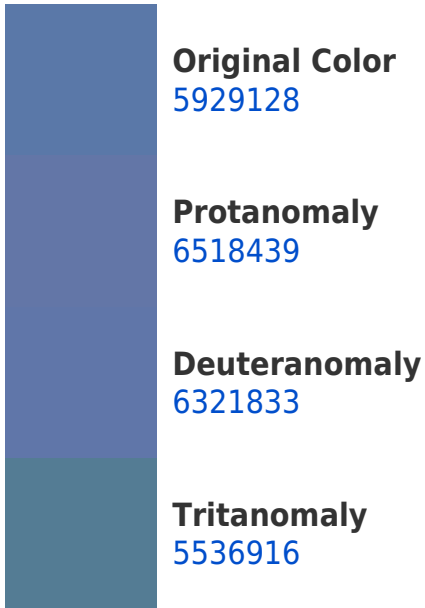 Original Color
5929128
Protanomaly
6518439
Deuteranomaly
6321833
Tritanomaly
5536916